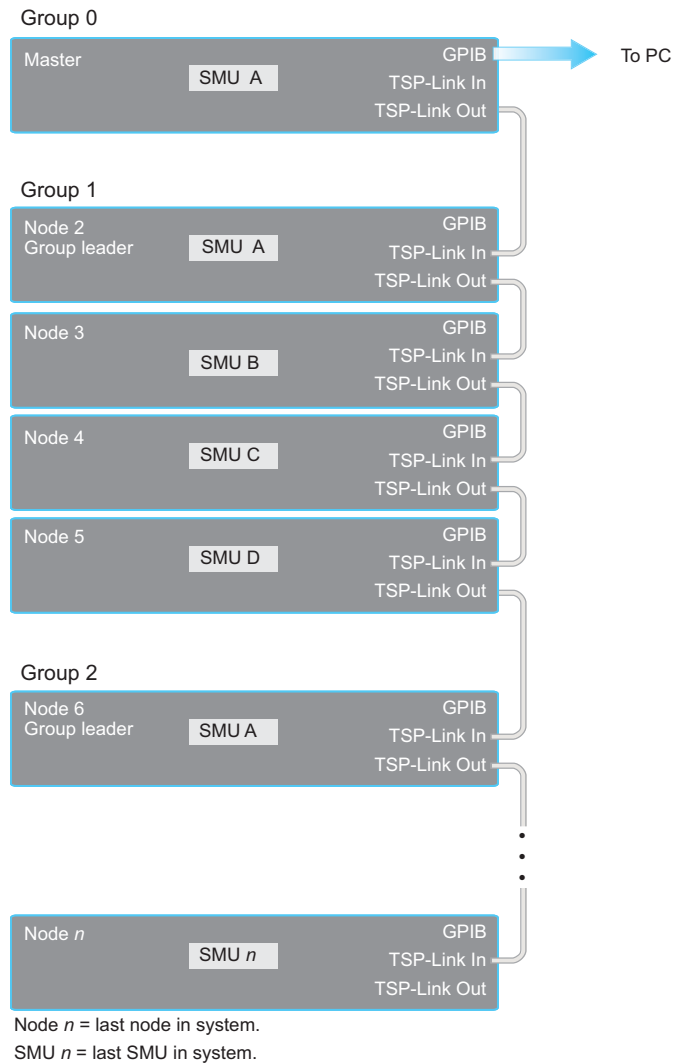 Group 0
Master
SMU A
GPIB
To PC
TSP-Link In
TSP-Link Out
Group 1
Node 2
Group leader
SMU A
GPIB
TSP-Link In
TSP-Link Out
Node 3
SMU B
GPIB
TSP-Link In
TSP-Link Out
Node 4
SMU C
GPIB
TSP-Link In
TSP-Link Out
Node 5
SMU D
GPIB
TSP-Link In
TSP-Link Out
Group 2
Node 6
Group leader
SMU A
GPIB
TSP-Link In
TSP-Link Out
Node n
SMU n
GPIB
TSP-Link In
TSP-Link Out
Node n = last node in system.
SMU n = last SMU in system.